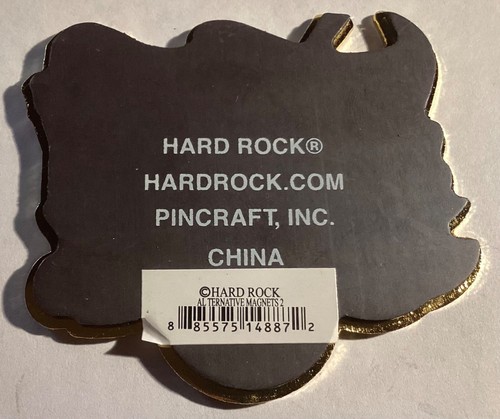 HARD ROCK®
HARDROCK.COM
PINCRAFT, INC.
CHINA
©HARD ROCK
ALTERNATIVE MAGNETS 2
8 85575 14887 2